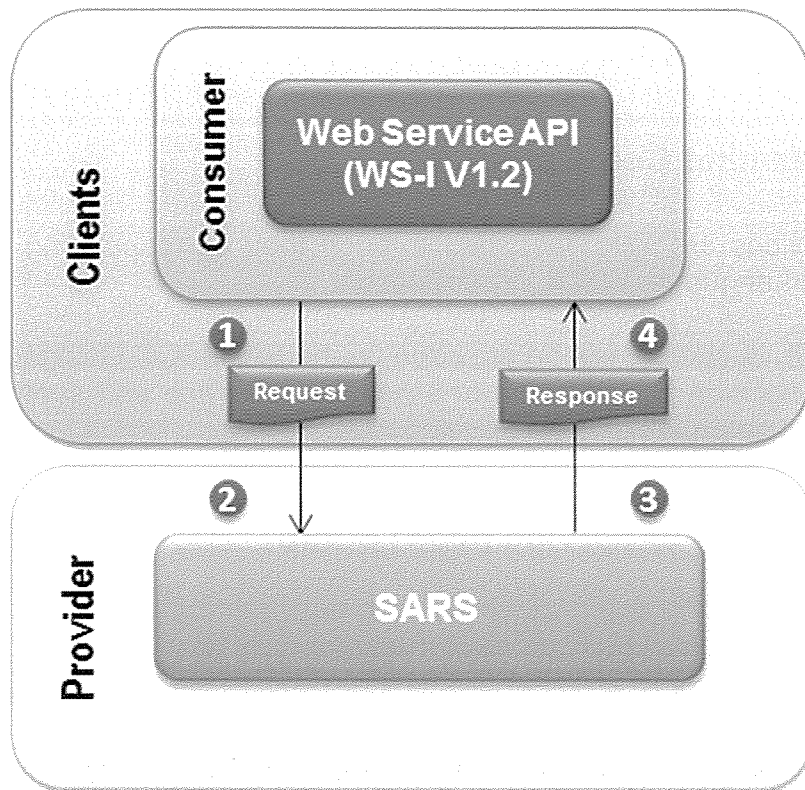 Clients
Consumer
Web Service API
(WS-I V1.2)
1
4
Request
Response
2
3
Provider
SARS